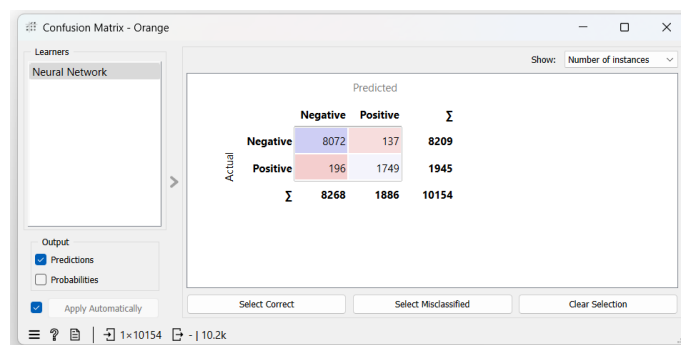 Confusion Matrix - Orange
Learners
Neural Network
Output
Predictions
Probabilities
Apply Automatically
Show: Number of instances
Predicted
Negative Positive Σ
Actual
Negative 8072 137 8209
Positive 196 1749 1945
Σ 8268 1886 10154
Select Correct Select Misclassified Clear Selection
1×10154 - | 10.2k